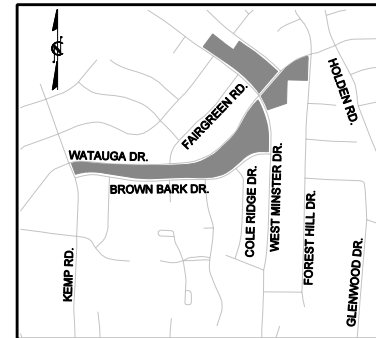 HOLDEN RD.
FAIRGREEN RD.
WATAUGA DR.
BROWN BARK DR.
COLE RIDGE DR.
WEST MINSTER DR.
FOREST HILL DR.
KEMP RD.
GLENWOOD DR.